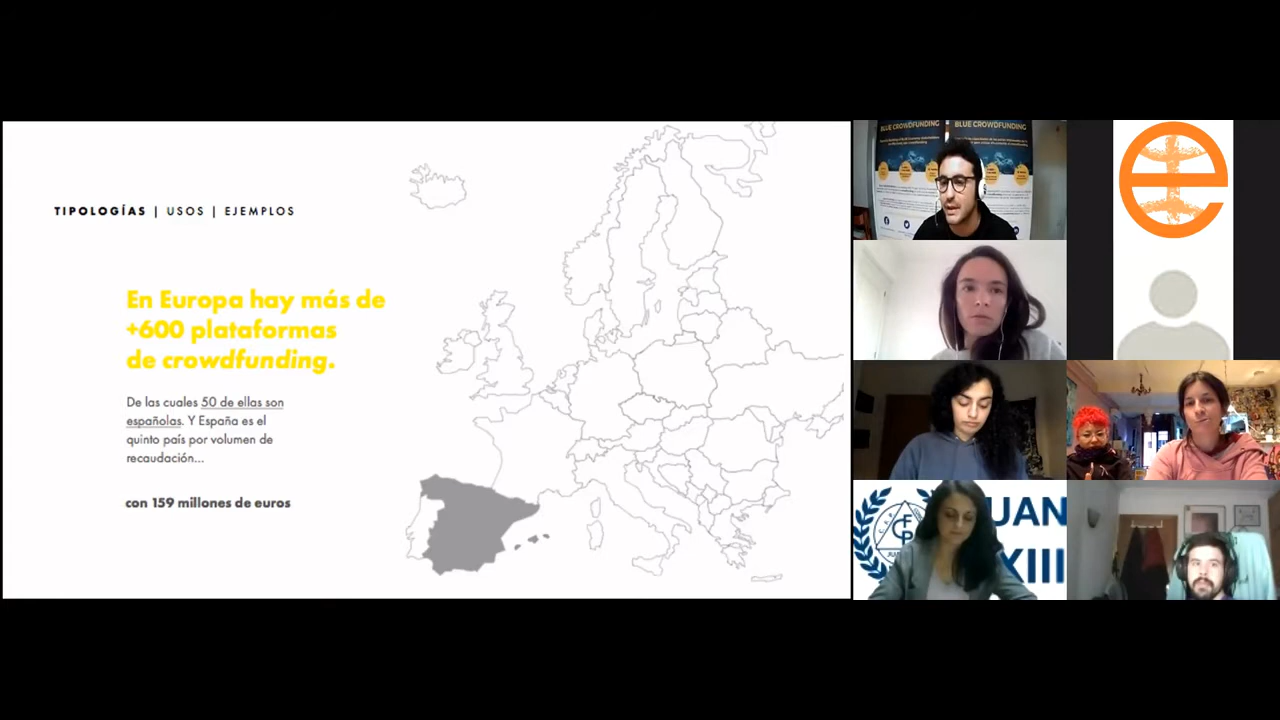 TIPOLOGÍAS | USOS | EJEMPLOS
En Europa hay más de
+600 plataformas
de crowdfunding.
De las cuales 50 de ellas son
españolas. Y España es el
quinto país por volumen de
recaudación...
con 159 millones de euros
BLUE CROWDFUNDING
BLUE CROWDFUNDING
UAN
XIII